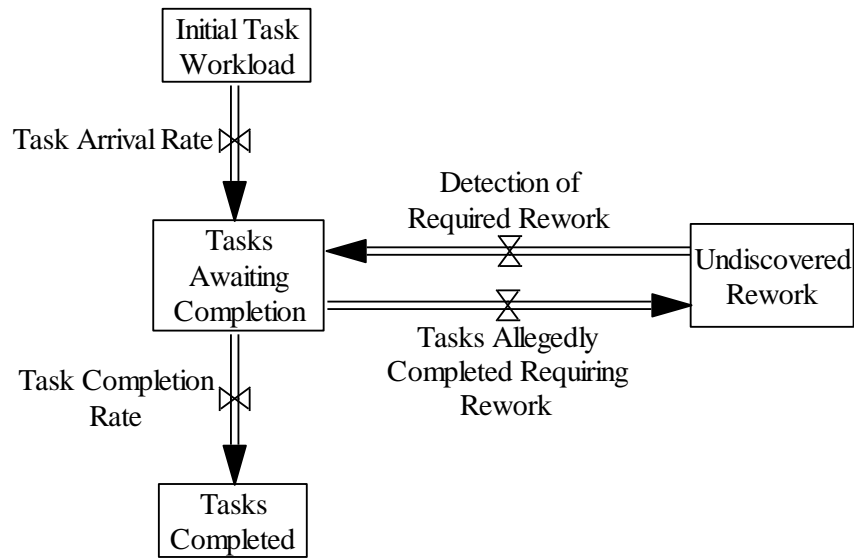 Initial Task
Workload
Task Arrival Rate
Detection of
Required Rework
Tasks
Awaiting
Completion
Undiscovered
Rework
Tasks Allegedly
Completed Requiring
Rework
Task Completion
Rate
Tasks
Completed